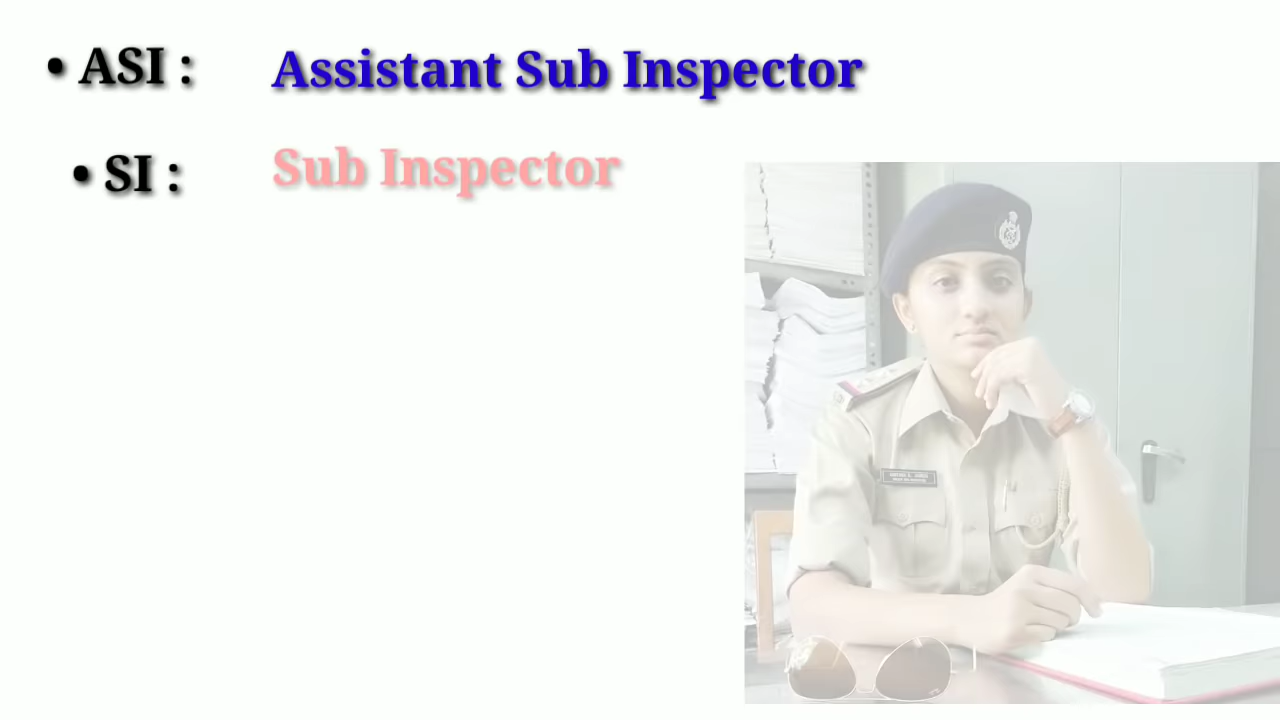 • ASI : Assistant Sub Inspector
• SI : Sub Inspector